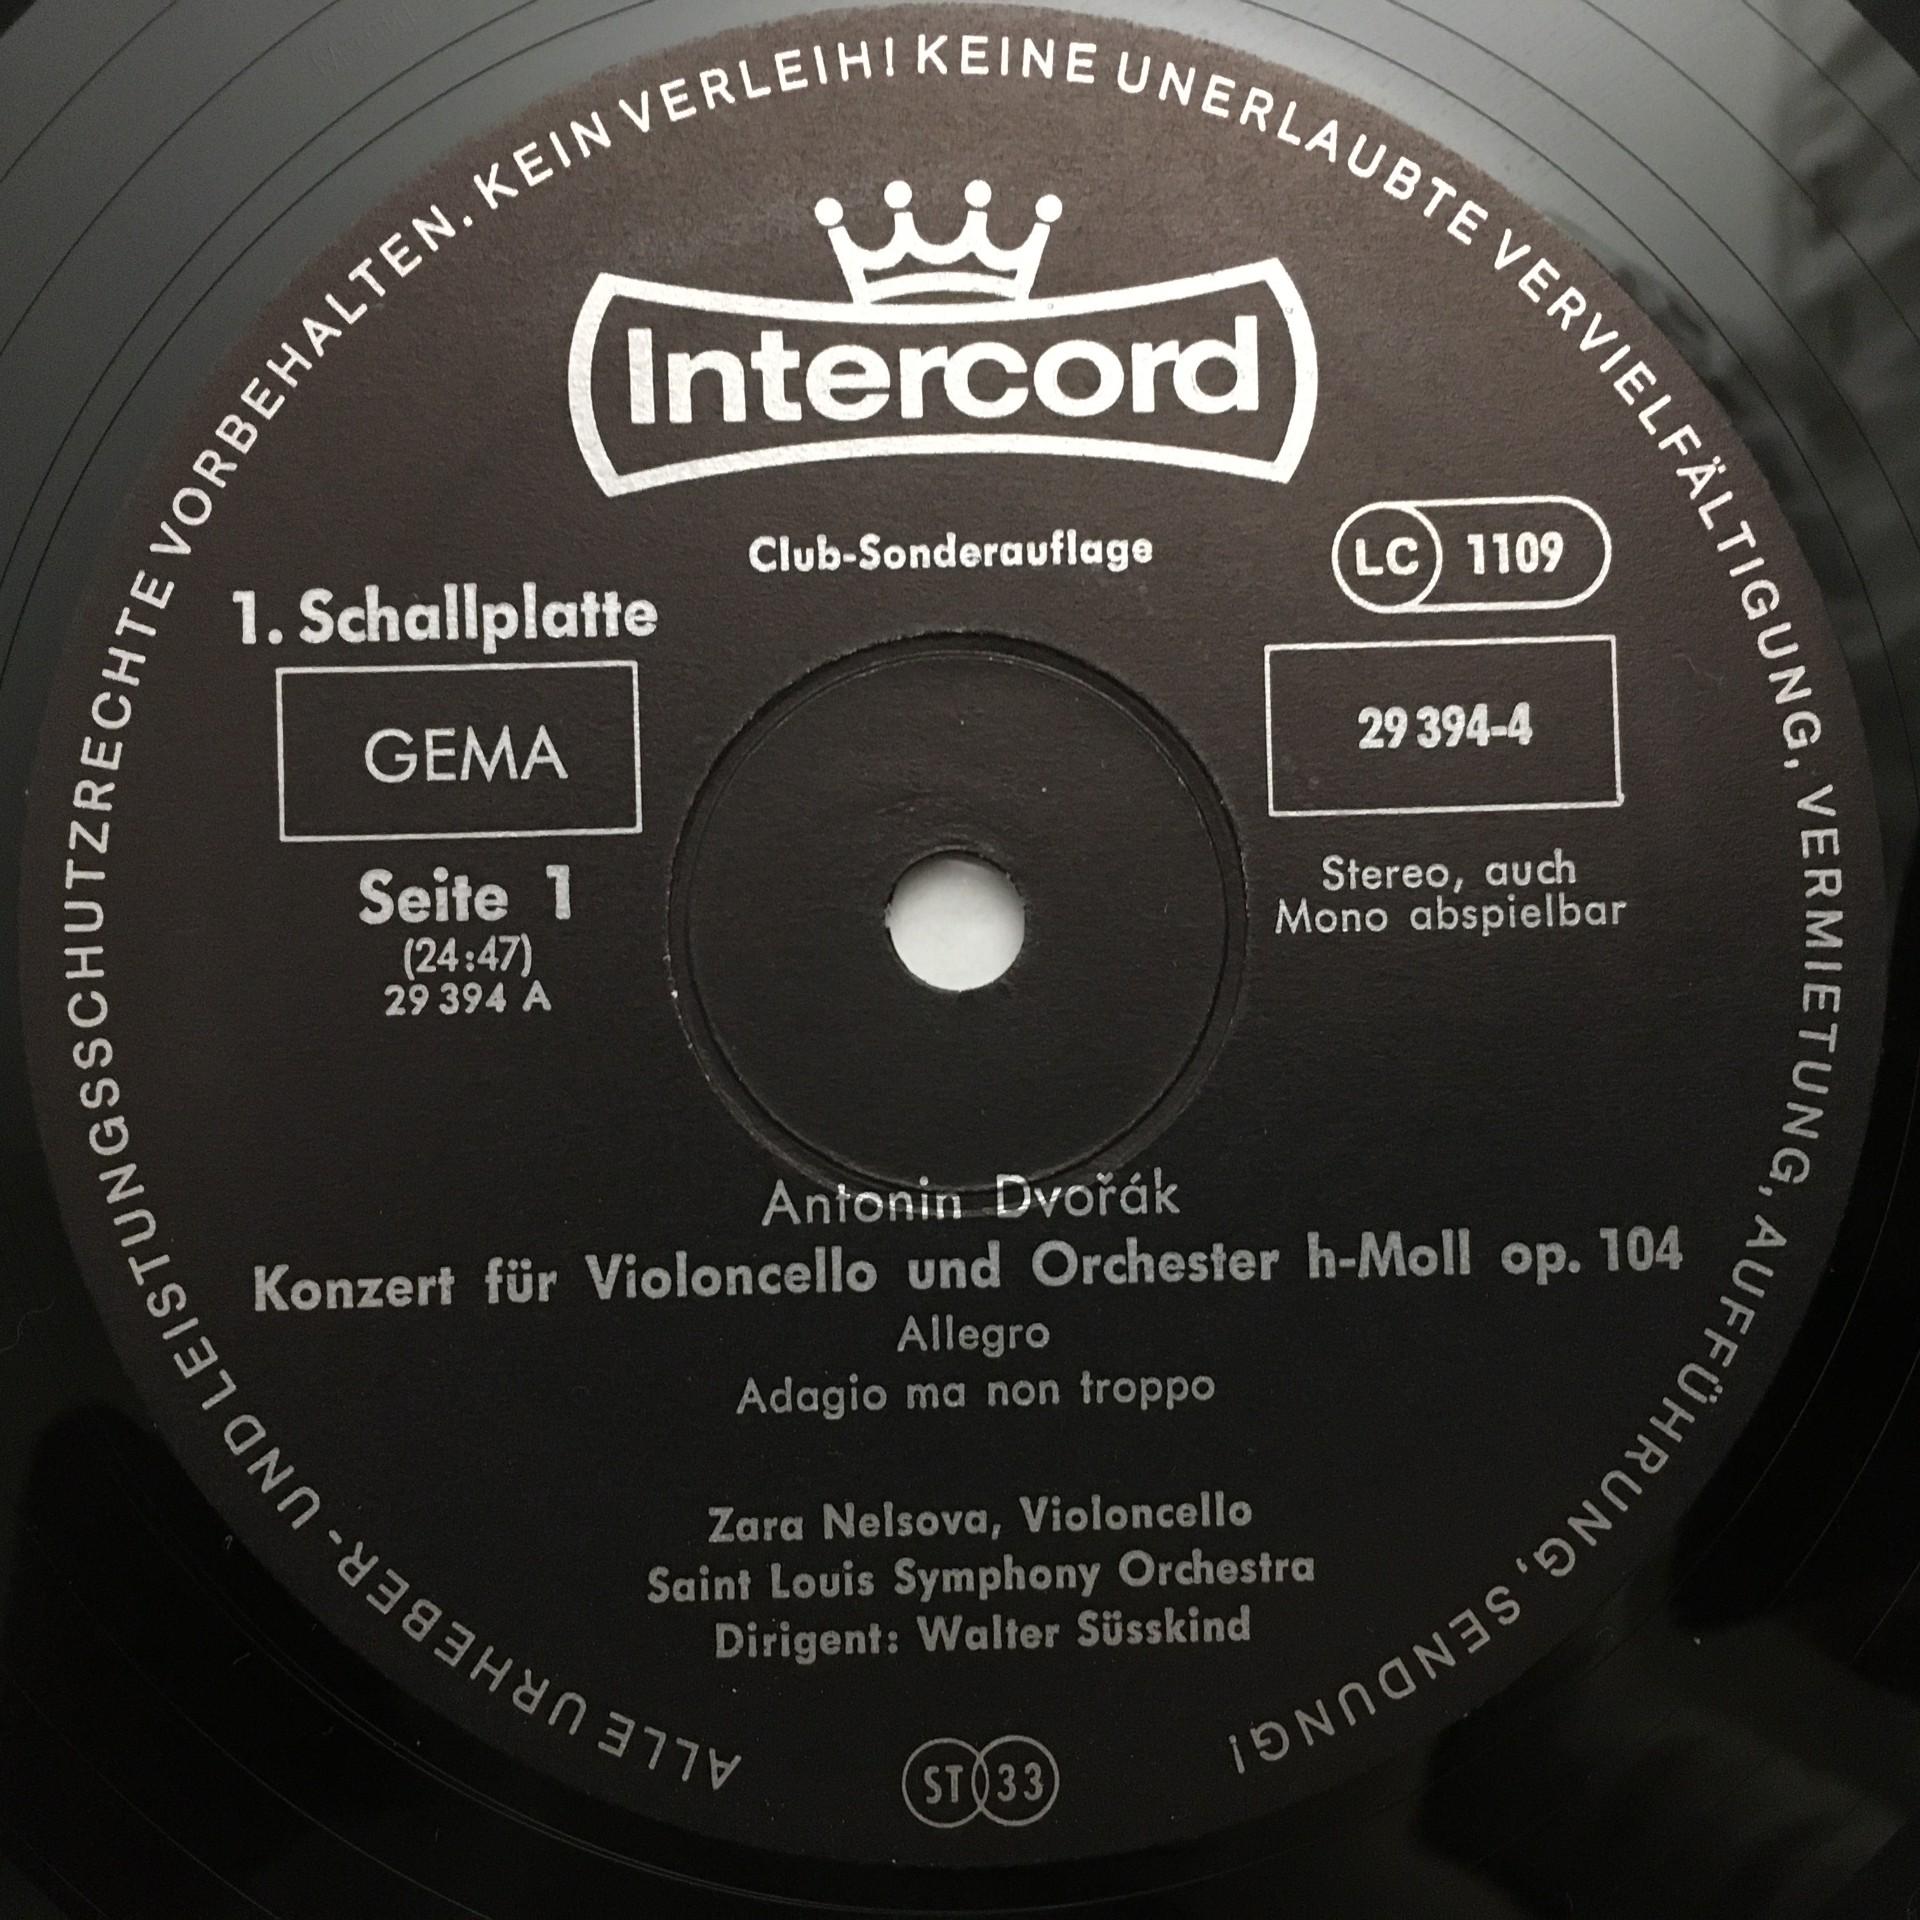 ALLE URHEBER- UND LEISTUNGSSCHUTZRECHTE VORBEHALTEN. KEIN VERLEIH! KEINE UNERLAUBTE VERVIELFÄLTIGUNG, VERMIETUNG, AUFFÜHRUNG, SENDUNG!
Intercord
Club-Sonderauflage
LC 1109
1. Schallplatte
GEMA
29 394-4
Seite 1
(24:47)
29 394 A
Stereo, auch
Mono abspielbar
Antonin Dvořák
Konzert für Violoncello und Orchester h-Moll op. 104
Allegro
Adagio ma non troppo
Zara Nelsova, Violoncello
Saint Louis Symphony Orchestra
Dirigent: Walter Süsskind
ST 33